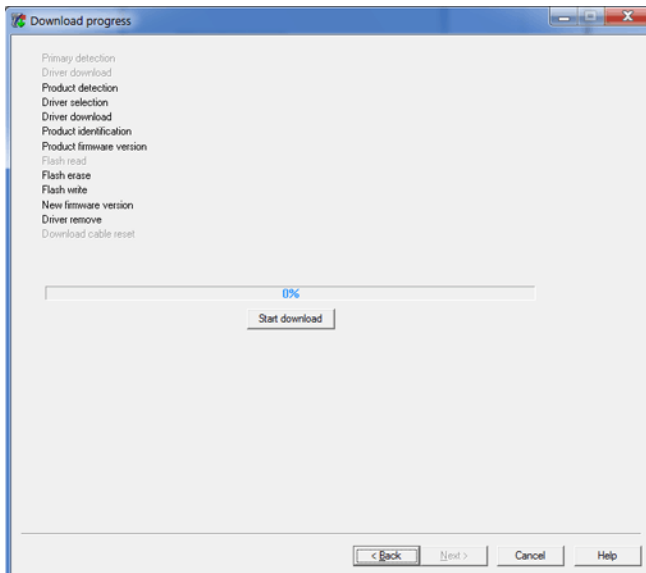 Download progress
Primary detection
Driver download
Product detection
Driver selection
Driver download
Product identification
Product firmware version
Flash read
Flash erase
Flash write
New firmware version
Driver remove
Download cable reset
0%
Start download
< Back Next > Cancel Help